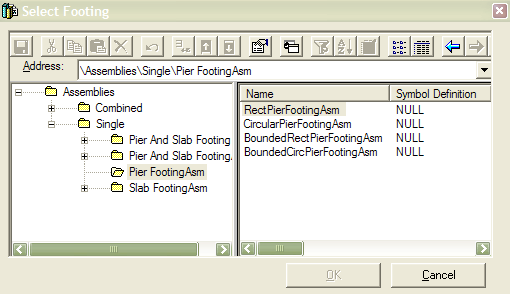 Select Footing
Address: \Assemblies\Single\Pier FootingAsm
Assemblies
Combined
Single
Pier And Slab Footing
Pier And Slab Footing.
Pier FootingAsm
Slab FootingAsm
Name Symbol Definition
RectPierFootingAsm NULL
CircularPierFootingAsm NULL
BoundedRectPierFootingAsm NULL
BoundedCircPierFootingAsm NULL
OK Cancel